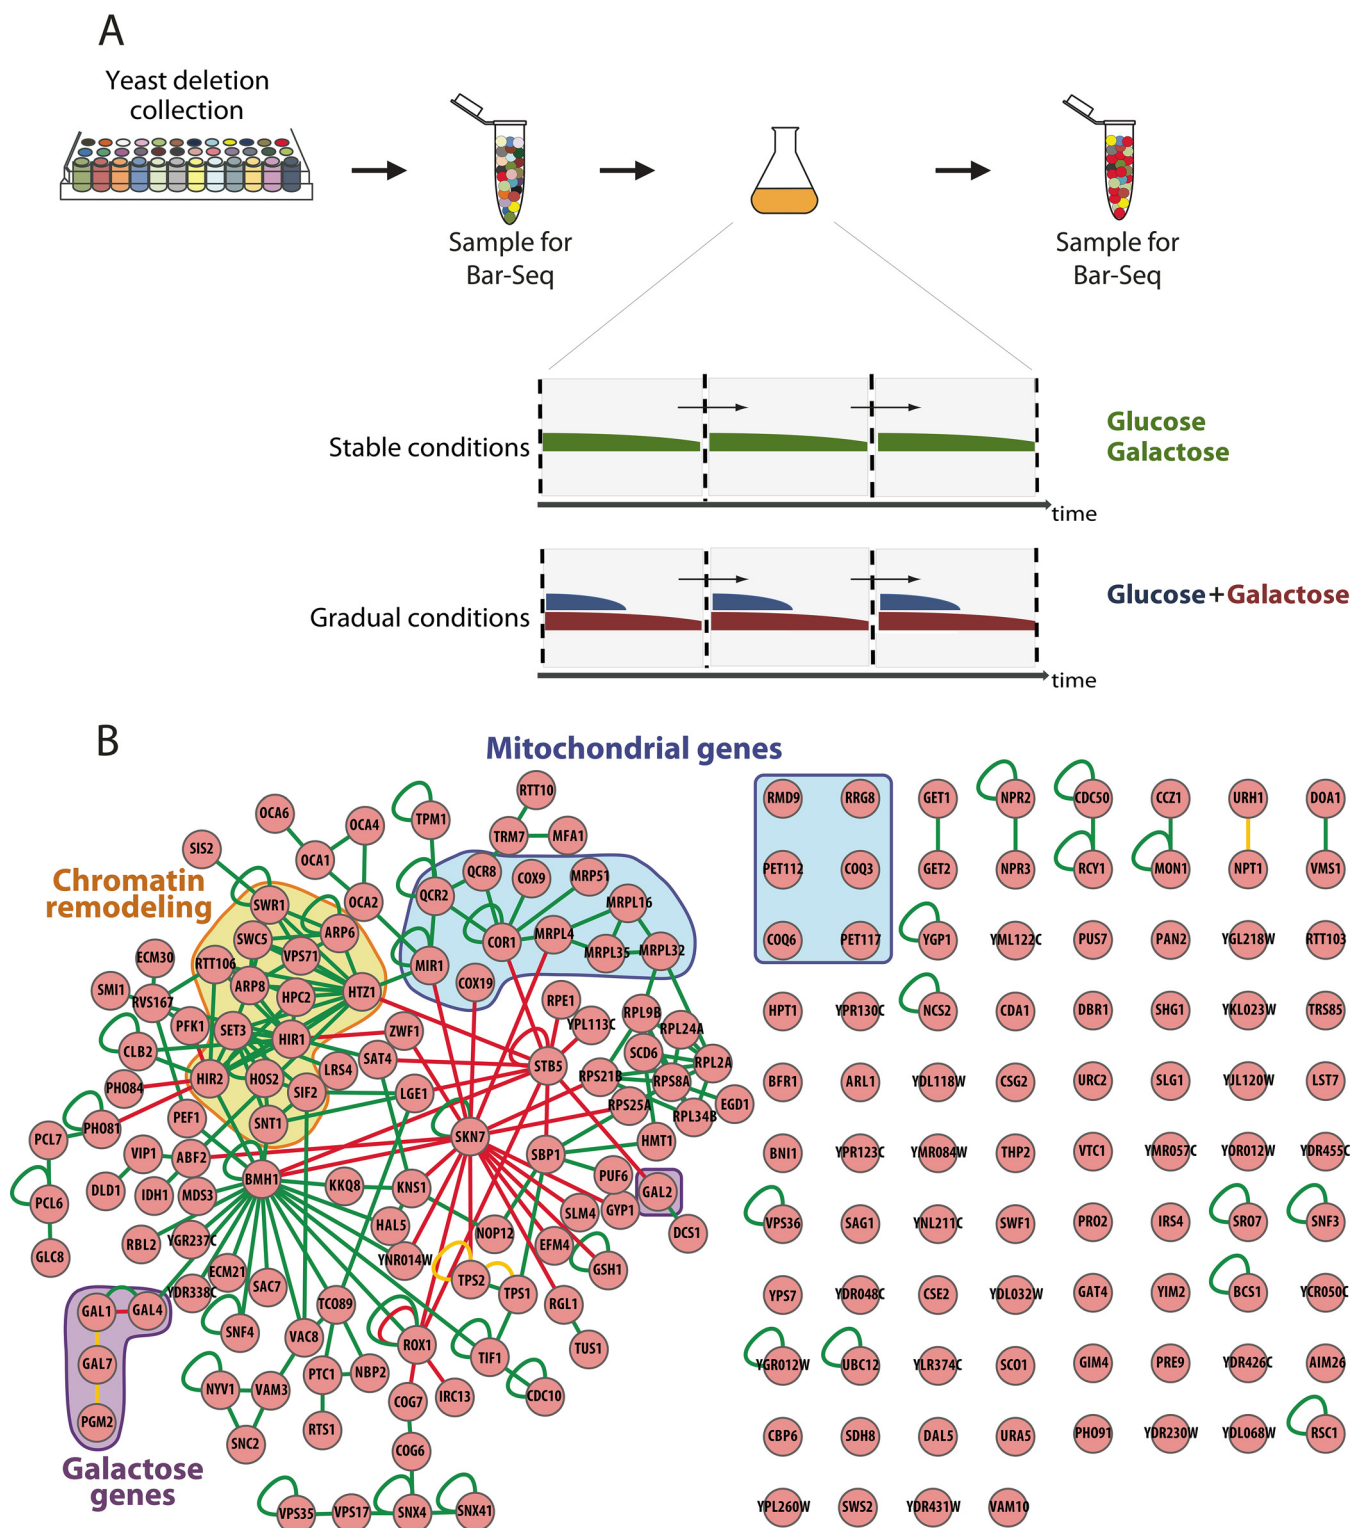 A
Yeast deletion
collection
Sample for
Bar-Seq
Sample for
Bar-Seq
Stable conditions
Glucose
Galactose
time
Gradual conditions
Glucose+Galactose
time
B
Mitochondrial genes
Chromatin
remodeling
Galactose
genes
RTT10
OCA6
OCA4
TPM1
TRM7
MFA1
SIS2
OCA1
QCR8
COX9
MRP51
QCR2
OCA2
SWR1
MRPL16
ARP6
SWC5
COR1
MRPL4
MRPL35
MRPL32
VPS71
RTT106
ECM30
MIR1
COX19
ARP8
HPC2
HTZ1
SMI1
RVS167
RPE1
YPL113C
RPL9B
RPL24A
PFK1
SET3
HIR1
ZWF1
CLB2
SAT4
STB5
SCD6
RPL2A
LRS4
HIR2
HOS2
SIF2
RPS21B
RPS8A
PHO84
LGE1
RPS25A
RPL34B
EGD1
PEF1
SNT1
PHO81
SKN7
HMT1
PCL7
VIP1
ABF2
SBP1
BMH1
PUF6
DLD1
IDH1
MDS3
KKQ8
KNS1
GAL2
PCL6
SLM4
GYP1
HAL5
NOP12
DCS1
RBL2
YGR237C
EFM4
GLC8
YNR014W
GSH1
ECM21
SAC7
TPS2
TPS1
YDR338C
TCO89
RGL1
GAL1
GAL4
SNF4
VAC8
ROX1
TIF1
TUS1
GAL7
PTC1
NBP2
NYV1
VAM3
COG7
IRC13
CDC10
PGM2
RTS1
SNC2
COG6
VPS35
VPS17
SNX4
SNX41
RMD9
RRG8
GET1
NPR2
CDC50
CCZ1
URH1
DOA1
PET112
COQ3
GET2
NPR3
RCY1
MON1
NPT1
VMS1
COQ6
PET117
YGP1
YML122C
PUS7
PAN2
YGL218W
RTT103
HPT1
YPR130C
NCS2
CDA1
DBR1
SHG1
YKL023W
TRS85
BFR1
ARL1
YDL118W
CSG2
URC2
SLG1
YJL120W
LST7
BNI1
YPR123C
YMR084W
THP2
VTC1
YMR057C
YOR012W
YDR455C
VPS36
SAG1
YNL211C
SWF1
PRO2
IRS4
SRO7
SNF3
YPS7
YDR048C
CSE2
YDL032W
GAT4
YIM2
BCS1
YCR050C
YGR012W
UBC12
YLR374C
SCO1
GIM4
PRE9
YDR426C
AIM26
CBP6
SDH8
DAL5
URA5
PHO91
YDR230W
YDL068W
RSC1
YPL260W
SWS2
YDR431W
VAM10